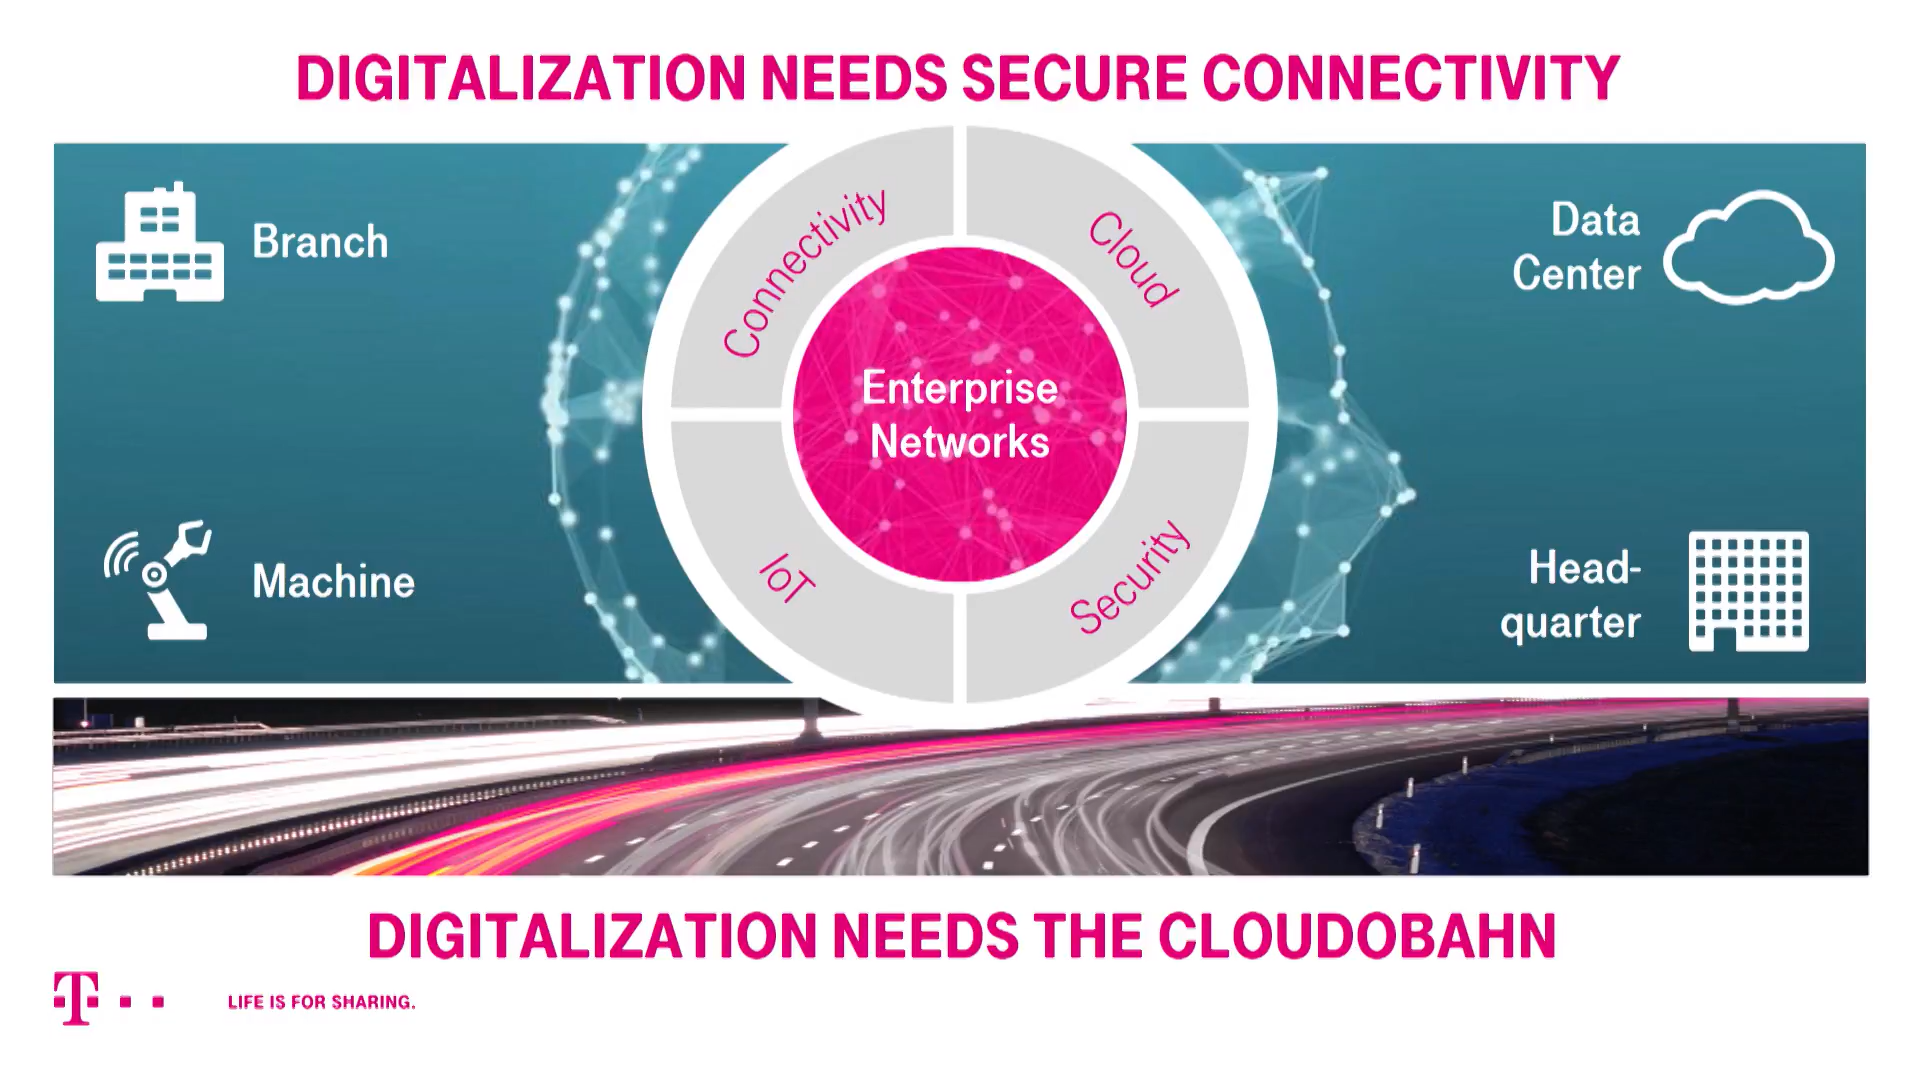 DIGITALIZATION NEEDS SECURE CONNECTIVITY
Branch
Connectivity
Cloud
Data
Center
Enterprise
Networks
Machine
IoT
Security
Head-
quarter
DIGITALIZATION NEEDS THE CLOUDOBAHN
T
LIFE IS FOR SHARING.